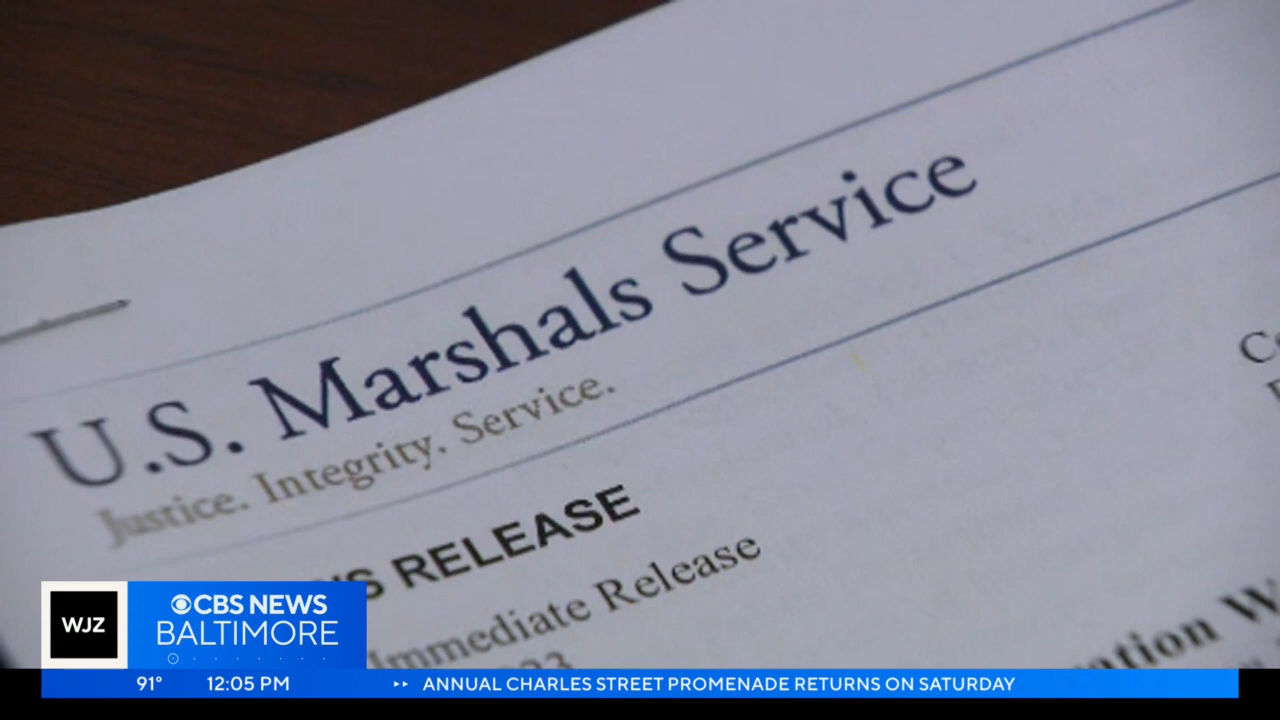 U.S. Marshals Service
Justice. Integrity. Service.
RELEASE
Immediate Release
WJZ
CBS NEWS
BALTIMORE
91° 12:05 PM ANNUAL CHARLES STREET PROMENADE RETURNS ON SATURDAY